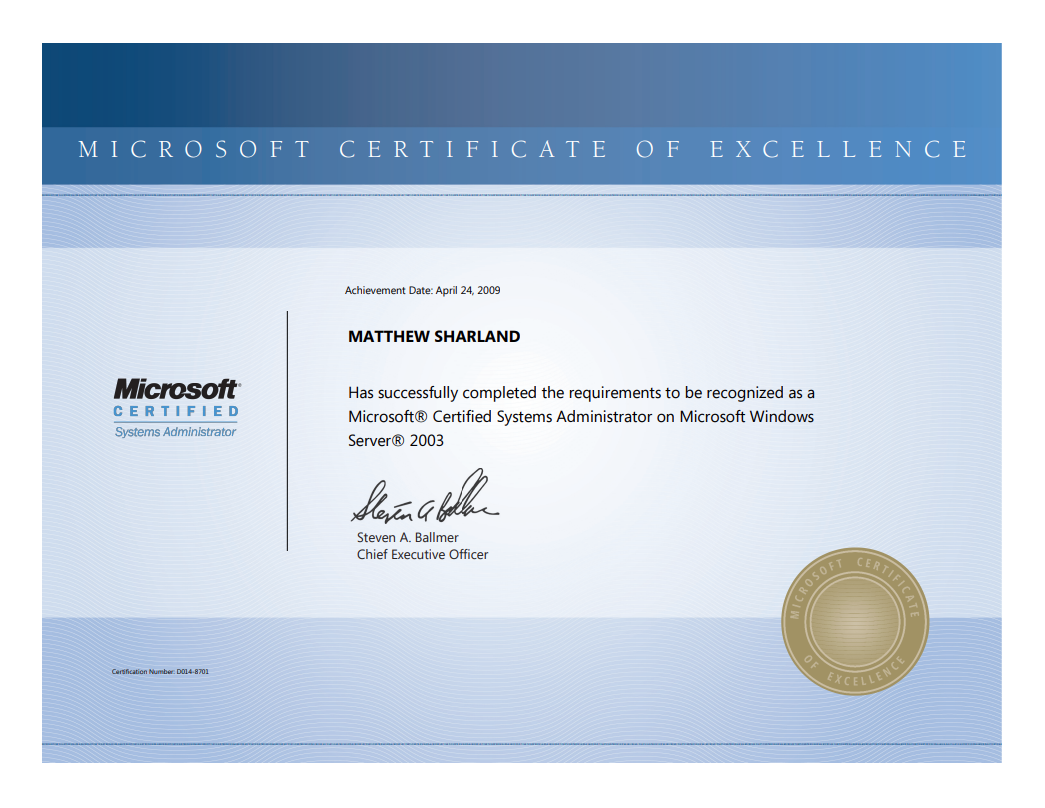 MICROSOFT CERTIFICATE OF EXCELLENCE
Achievement Date: April 24, 2009
MATTHEW SHARLAND
Has successfully completed the requirements to be recognized as a
Microsoft® Certified Systems Administrator on Microsoft Windows
Server® 2003
Microsoft®
CERTIFIED
Systems Administrator
Steven A Ballmer
Steven A. Ballmer
Chief Executive Officer
MICROSOFT CERTIFICATE
OF EXCELLENCE
Certification Number: D014-8701